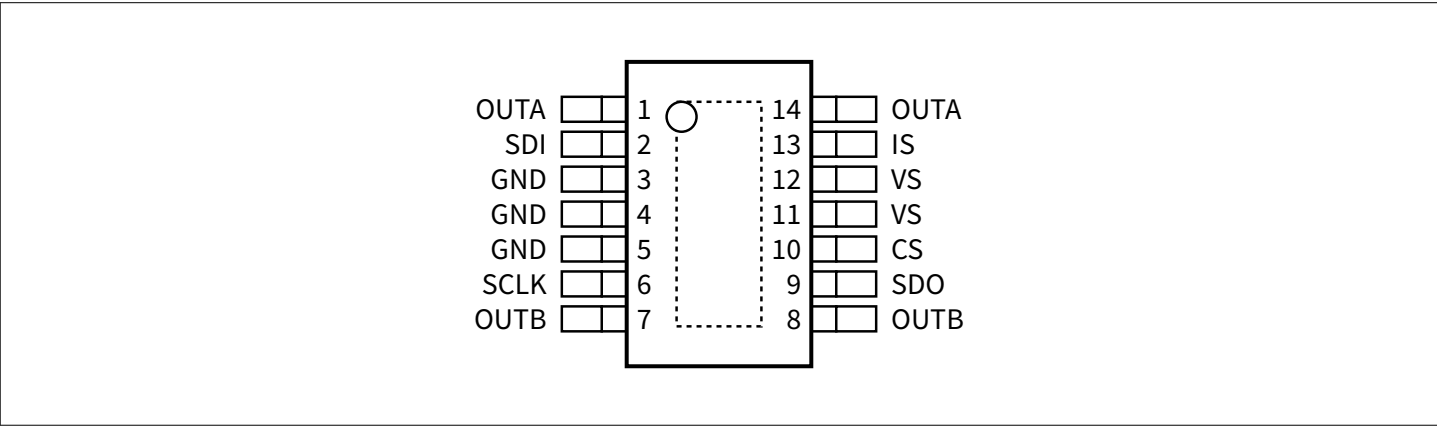 OUTA 1 14 OUTA
SDI 2 13 IS
GND 3 12 VS
GND 4 11 VS
GND 5 10 CS
SCLK 6 9 SDO
OUTB 7 8 OUTB